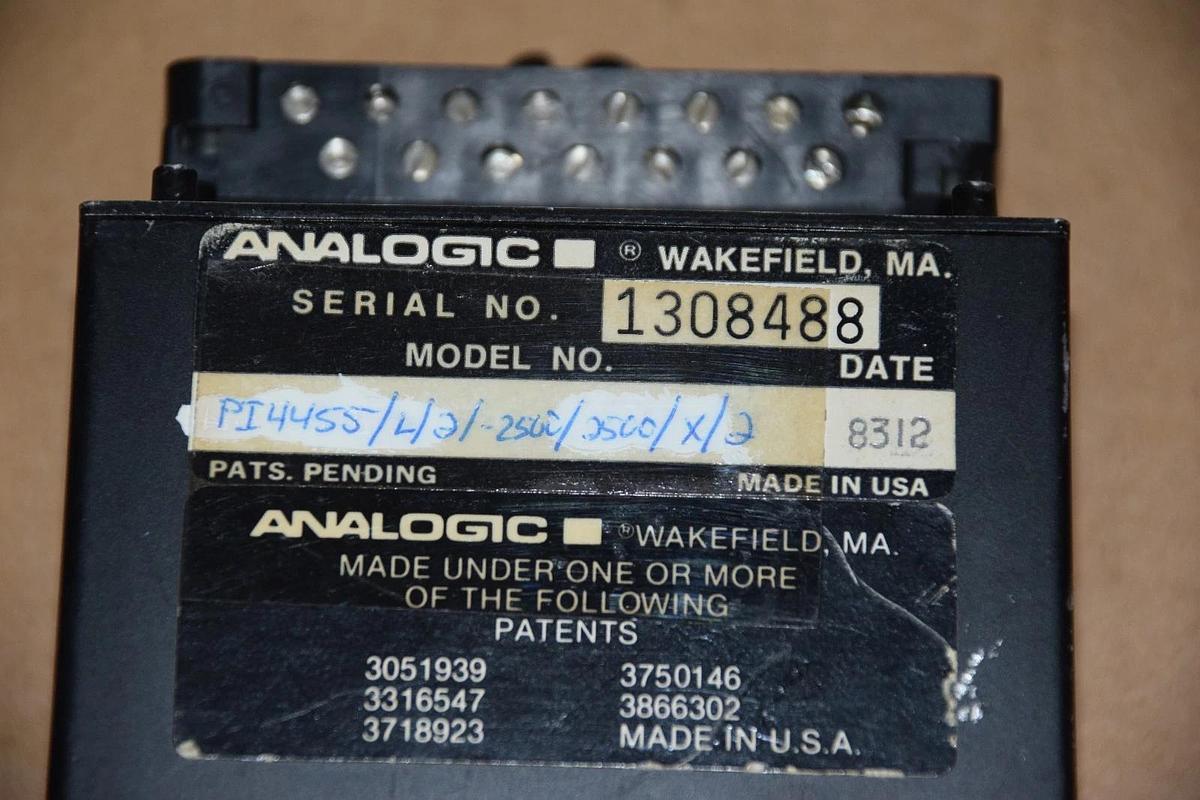 ANALOGIC ® WAKEFIELD, MA.
SERIAL NO. 1308488
MODEL NO. DATE
PI4455/L/2/-2500/2500/X/2 8312
PATS. PENDING MADE IN USA
ANALOGIC ® WAKEFIELD, MA.
MADE UNDER ONE OR MORE
OF THE FOLLOWING
PATENTS
3051939 3750146
3316547 3866302
3718923 MADE IN U.S.A.